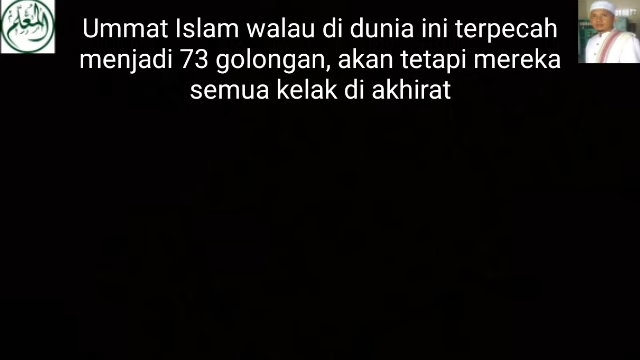 Ummat Islam walau di dunia ini terpecah
menjadi 73 golongan, akan tetapi mereka
semua kelak di akhirat